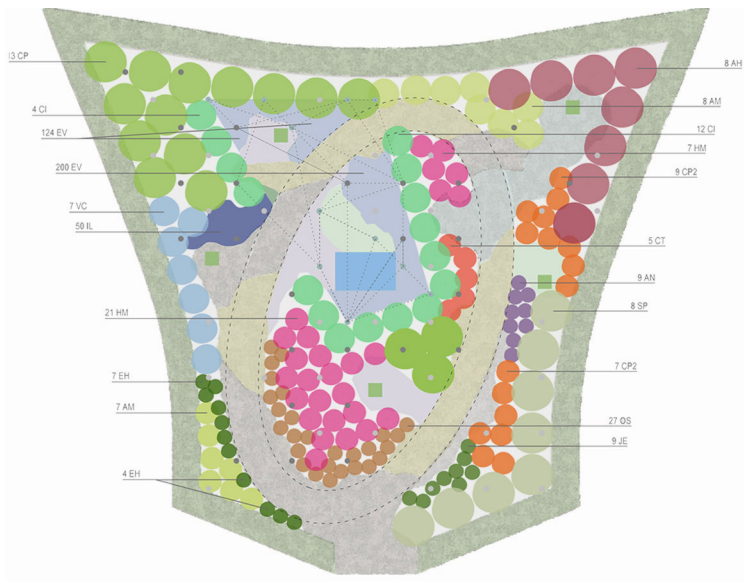 13 CP
8 AH
4 CI
8 AM
124 EV
12 CI
7 HM
200 EV
9 CP2
7 VC
50 IL
5 CT
9 AN
8 SP
21 HM
7 EH
7 CP2
7 AM
27 OS
9 JE
4 EH